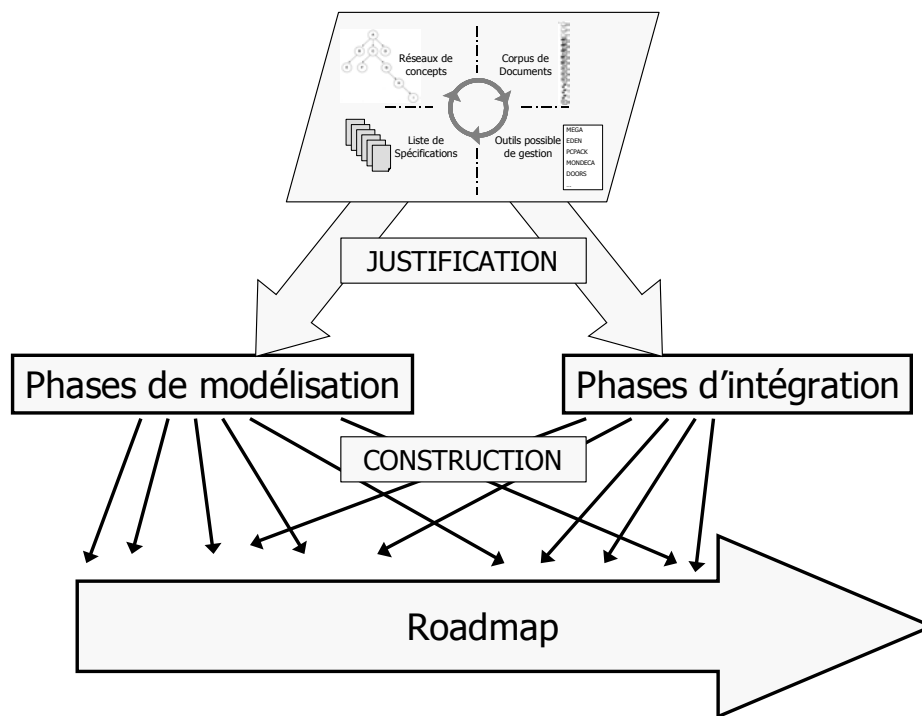 Réseaux de
concepts
Corpus de
Documents
Liste de
Spécifications
Outils possible
de gestion
MEGA
EDEN
PCPACK
MONDECA
DOORS
...
JUSTIFICATION
Phases de modélisation
Phases d'intégration
CONSTRUCTION
Roadmap